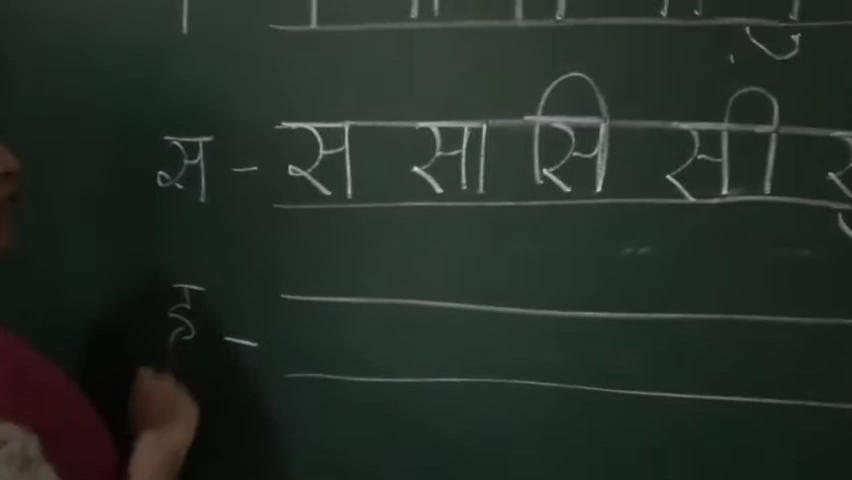 स - स सा सि सी
ह -